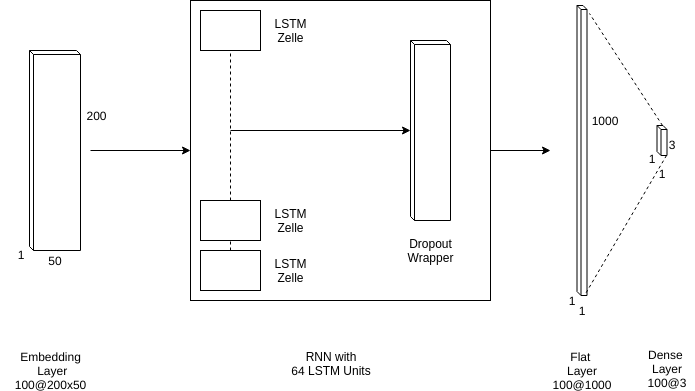 LSTM
Zelle
200
1000
3
1
1
LSTM
Zelle
Dropout
Wrapper
1
50
LSTM
Zelle
1
1
Embedding
Layer
100@200x50
RNN with
64 LSTM Units
Flat
Layer
100@1000
Dense
Layer
100@3